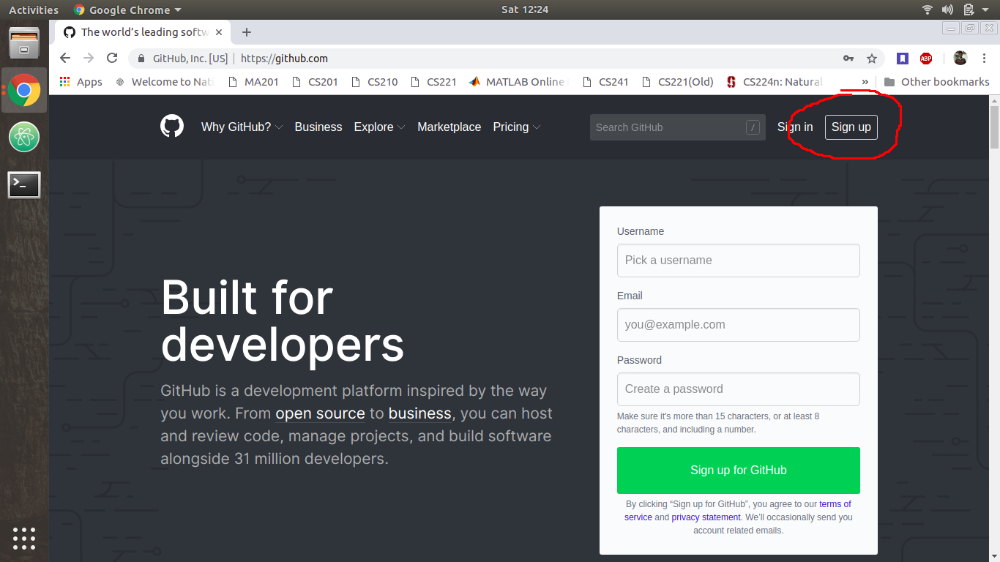 Activities Google Chrome Sat 12:24
The world's leading softw
GitHub, Inc. [US] https://github.com ABP
Apps Welcome to Nati MA201 CS201 CS210 CS221 MATLAB Online CS241 CS221(Old) CS224n: Natural » Other bookmarks
Why GitHub? Business Explore Marketplace Pricing Search GitHub / Sign in Sign up
Built for
developers
GitHub is a development platform inspired by the way
you work. From open source to business, you can host
and review code, manage projects, and build software
alongside 31 million developers.
Username
Pick a username
Email
you@example.com
Password
Create a password
Make sure it's more than 15 characters, or at least 8
characters, and including a number.
Sign up for GitHub
By clicking “Sign up for GitHub”, you agree to our terms of
service and privacy statement. We’ll occasionally send you
account related emails.